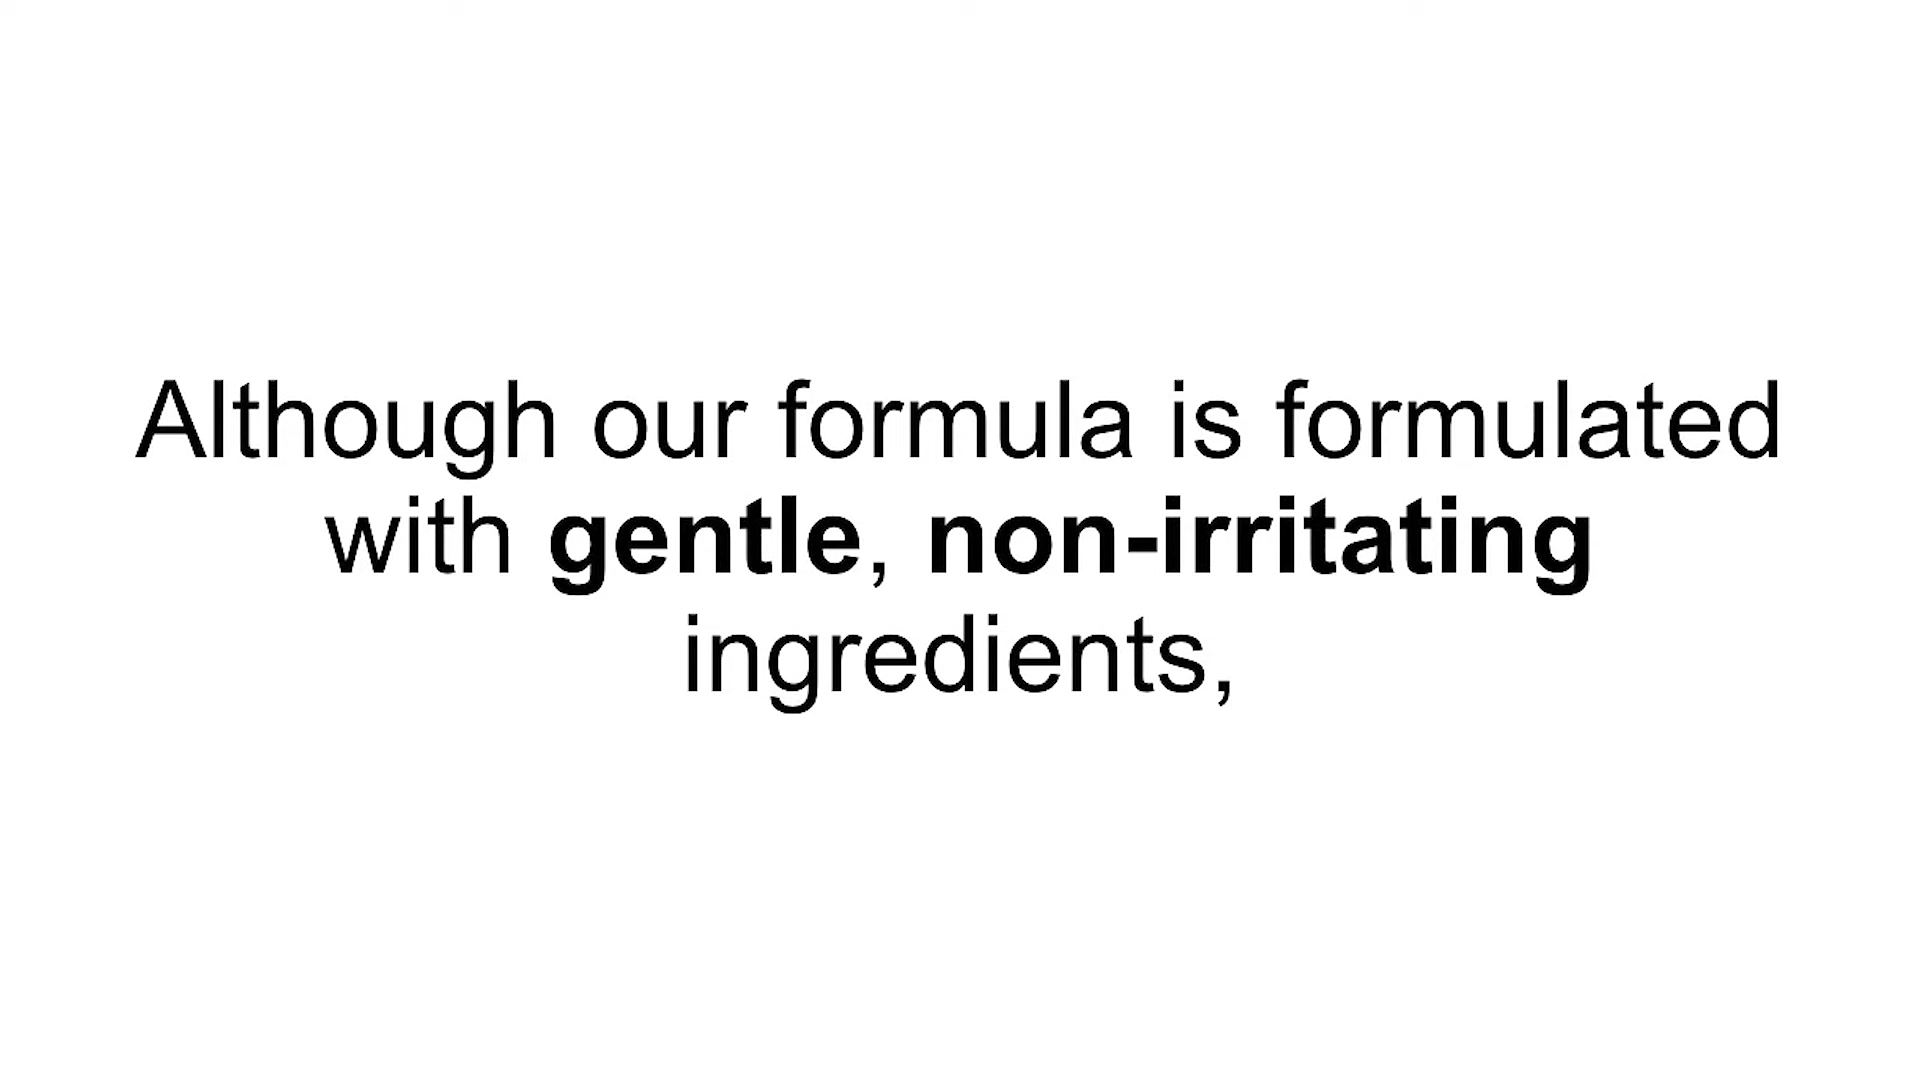 Although our formula is formulated
with gentle, non-irritating
ingredients,